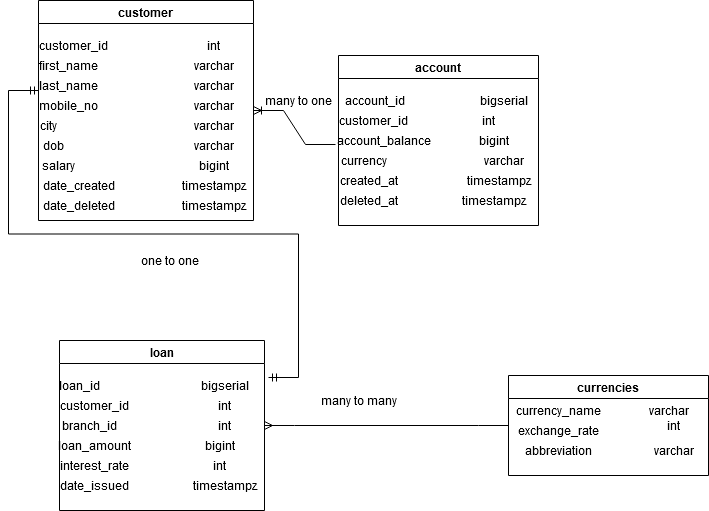 customer
customer_id int
first_name varchar
last_name varchar
mobile_no varchar
city varchar
dob varchar
salary bigint
date_created timestampz
date_deleted timestampz
many to one
account
account_id bigserial
customer_id int
account_balance bigint
currency varchar
created_at timestampz
deleted_at timestampz
one to one
loan
loan_id bigserial
customer_id int
branch_id int
loan_amount bigint
interest_rate int
date_issued timestampz
many to many
currencies
currency_name varchar
exchange_rate int
abbreviation varchar